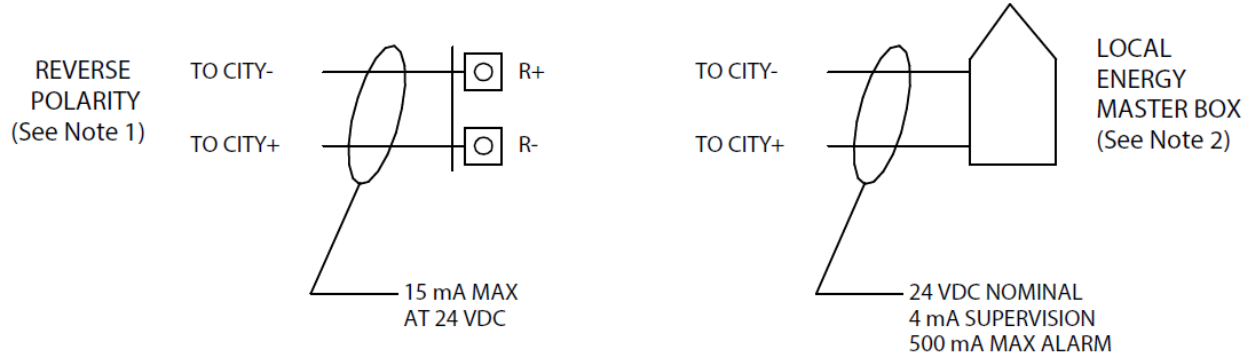 REVERSE
POLARITY
(See Note 1)
TO CITY-
R+
TO CITY+
R-
15 mA MAX
AT 24 VDC
TO CITY-
TO CITY+
LOCAL
ENERGY
MASTER BOX
(See Note 2)
24 VDC NOMINAL
4 mA SUPERVISION
500 mA MAX ALARM